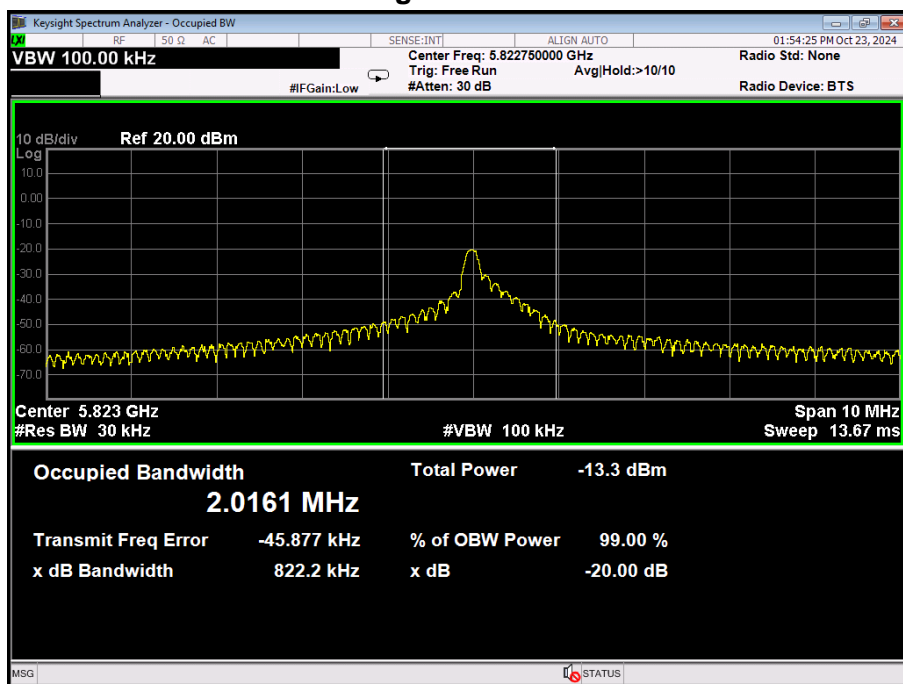 Keysight Spectrum Analyzer - Occupied BW
LXI RF 50 Ω AC SENSE:INT ALIGN AUTO 01:54:25 PM Oct 23, 2024
VBW 100.00 kHz Center Freq: 5.822750000 GHz Radio Std: None
Trig: Free Run Avg|Hold:>10/10
#IFGain:Low #Atten: 30 dB Radio Device: BTS
10 dB/div Ref 20.00 dBm
Log
10.0
0.00
-10.0
-20.0
-30.0
-40.0
-50.0
-60.0
-70.0
Center 5.823 GHz Span 10 MHz
#Res BW 30 kHz #VBW 100 kHz Sweep 13.67 ms
Occupied Bandwidth Total Power -13.3 dBm
2.0161 MHz
Transmit Freq Error -45.877 kHz % of OBW Power 99.00 %
x dB Bandwidth 822.2 kHz x dB -20.00 dB
MSG STATUS